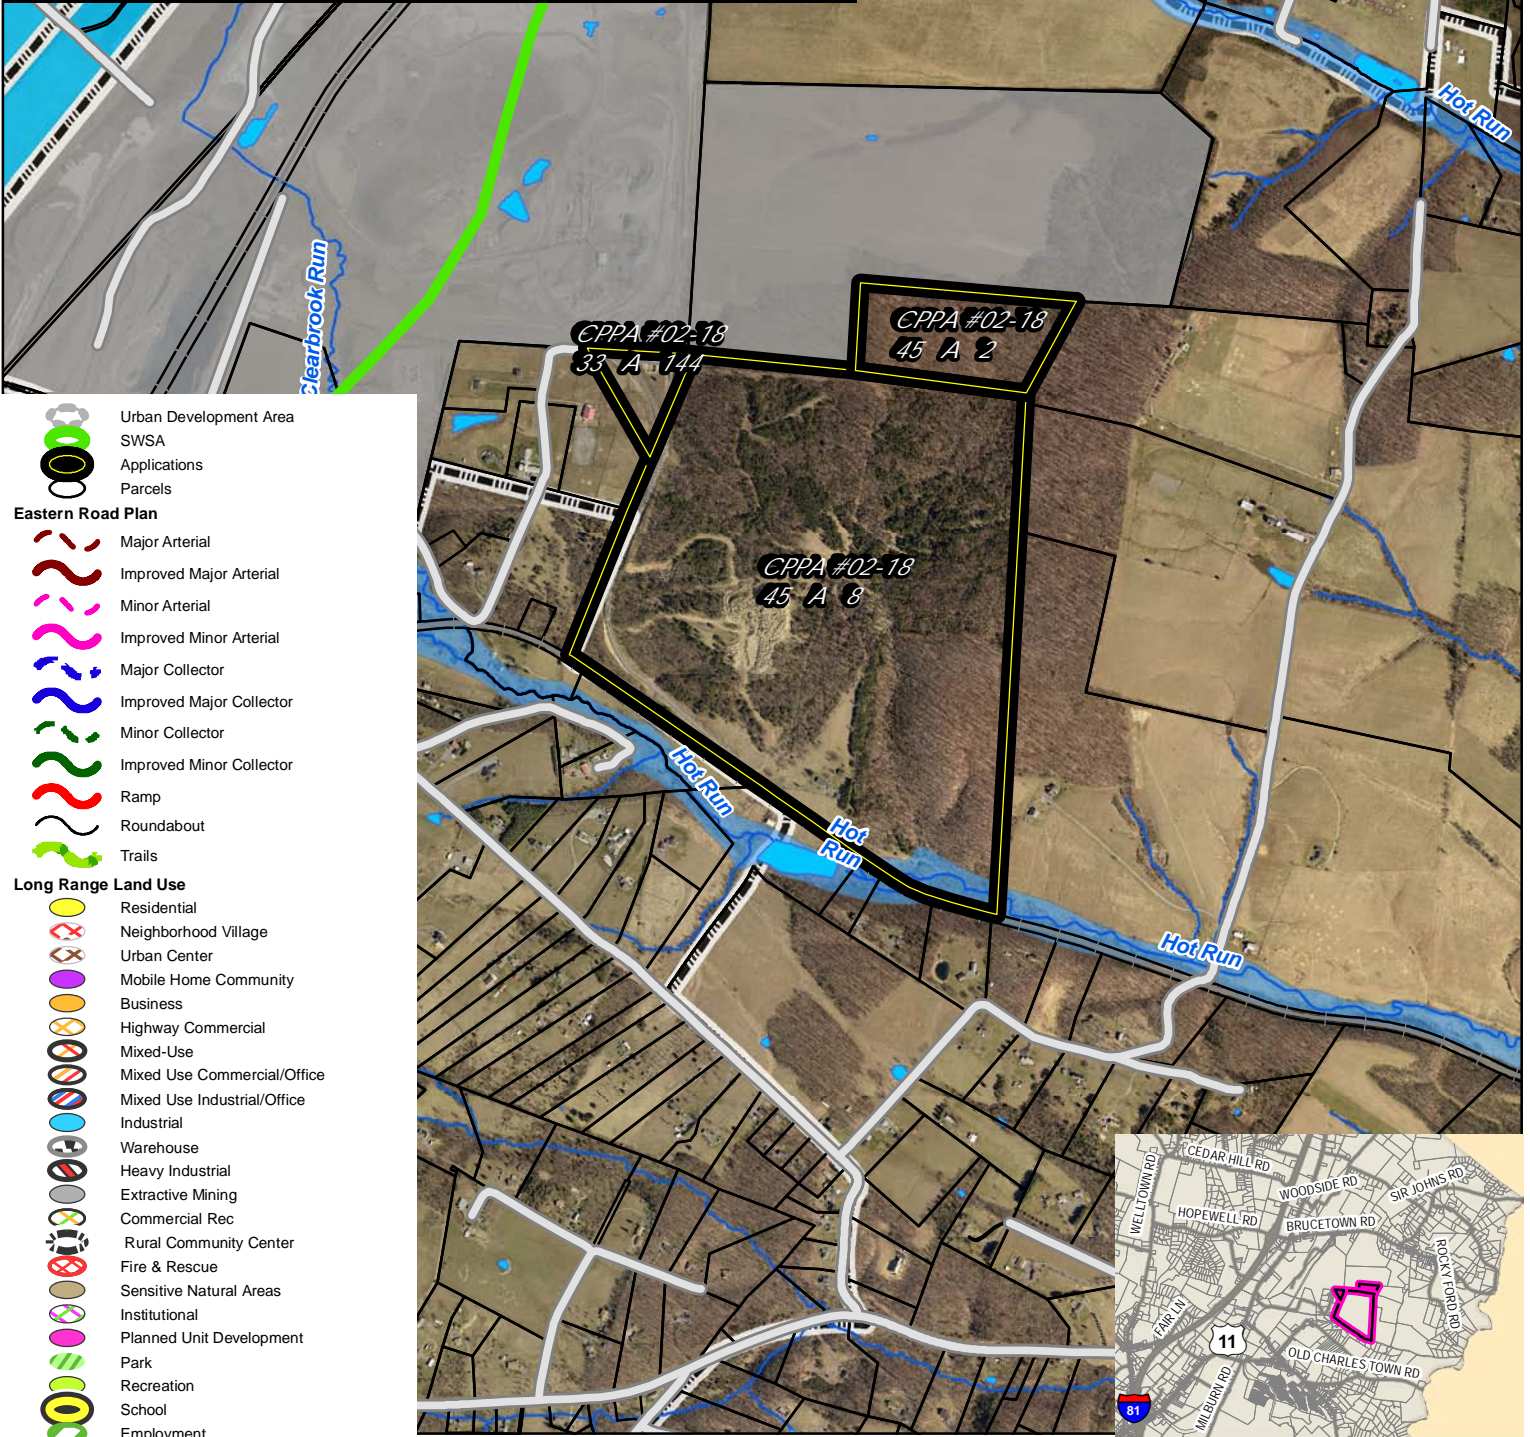 Hot Run
Clearbrook Run
CPPA #02-18
33 A 144
CPPA #02-18
45 A 2
CPPA #02-18
45 A 8
Hot Run
Hot
Run
Hot Run
Urban Development Area
SWSA
Applications
Parcels
Eastern Road Plan
Major Arterial
Improved Major Arterial
Minor Arterial
Improved Minor Arterial
Major Collector
Improved Major Collector
Minor Collector
Improved Minor Collector
Ramp
Roundabout
Trails
Long Range Land Use
Residential
Neighborhood Village
Urban Center
Mobile Home Community
Business
Highway Commercial
Mixed-Use
Mixed Use Commercial/Office
Mixed Use Industrial/Office
Industrial
Warehouse
Heavy Industrial
Extractive Mining
Commercial Rec
Rural Community Center
Fire & Rescue
Sensitive Natural Areas
Institutional
Planned Unit Development
Park
Recreation
School
Employment
CEDAR HILL RD
WELLTOWN RD
WOODSIDE RD
SIR JOHNS RD
HOPEWELL RD
BRUCETOWN RD
ROCKY FORD RD
FAIR LN
11
OLD CHARLES TOWN RD
MILBURN RD
81